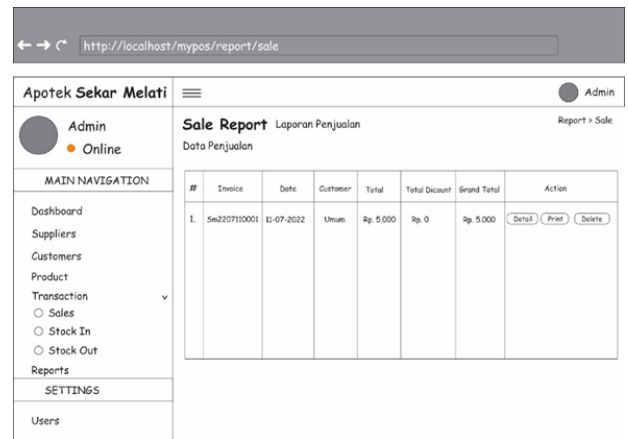 http://localhost/mypos/report/sale
Apotek Sekar Melati
Admin
Admin
Online
Sale Report Laporan Penjualan
Report > Sale
Data Penjualan
MAIN NAVIGATION
Dashboard
Suppliers
Customers
Product
Transaction v
Sales
Stock In
Stock Out
Reports
SETTINGS
Users
# Invoice Date Customer Total Total Dicount Grand Total Action
1. Sm2207110001 11-07-2022 Umum Rp. 5.000 Rp. 0 Rp. 5.000 Detail Print Delete